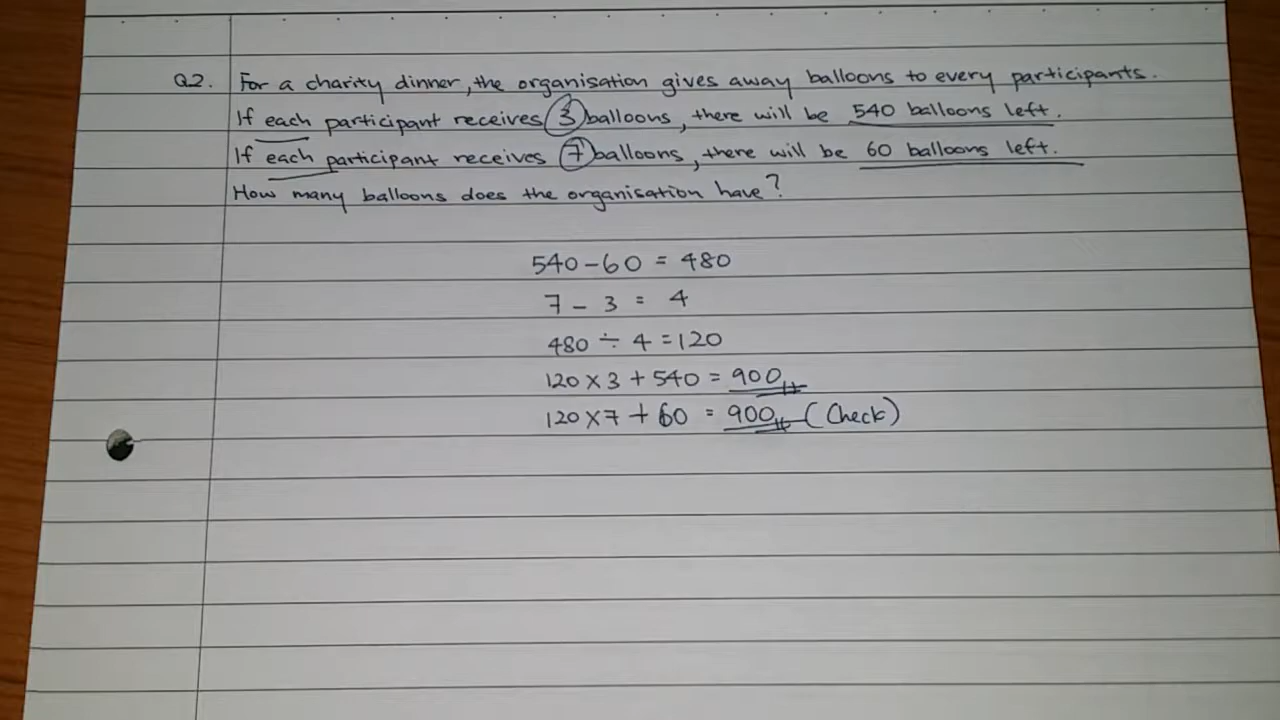 Q2. For a charity dinner, the organisation gives away balloons to every participants.
If each participant receives 3 balloons, there will be 540 balloons left.
If each participant receives 7 balloons, there will be 60 balloons left.
How many balloons does the organisation have?
540 - 60 = 480
7 - 3 = 4
480 ÷ 4 = 120
120 × 3 + 540 = 900
120 × 7 + 60 = 900 (Check)